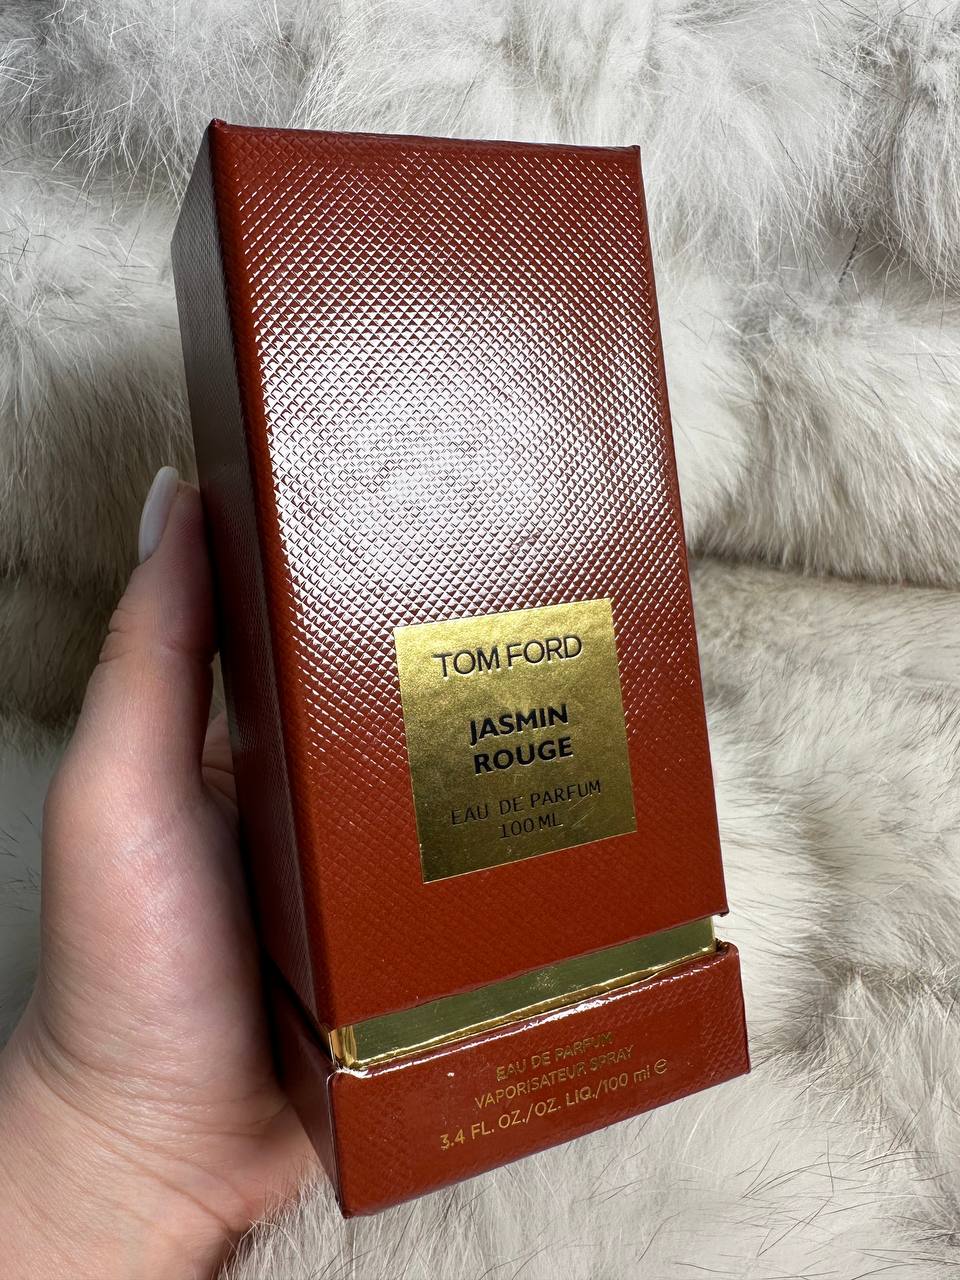 TOM FORD
JASMIN
ROUGE
EAU DE PARFUM
100 ML
EAU DE PARFUM
VAPORISATEUR SPRAY
3.4 FL. OZ./OZ. LIQ./100 ml ℮